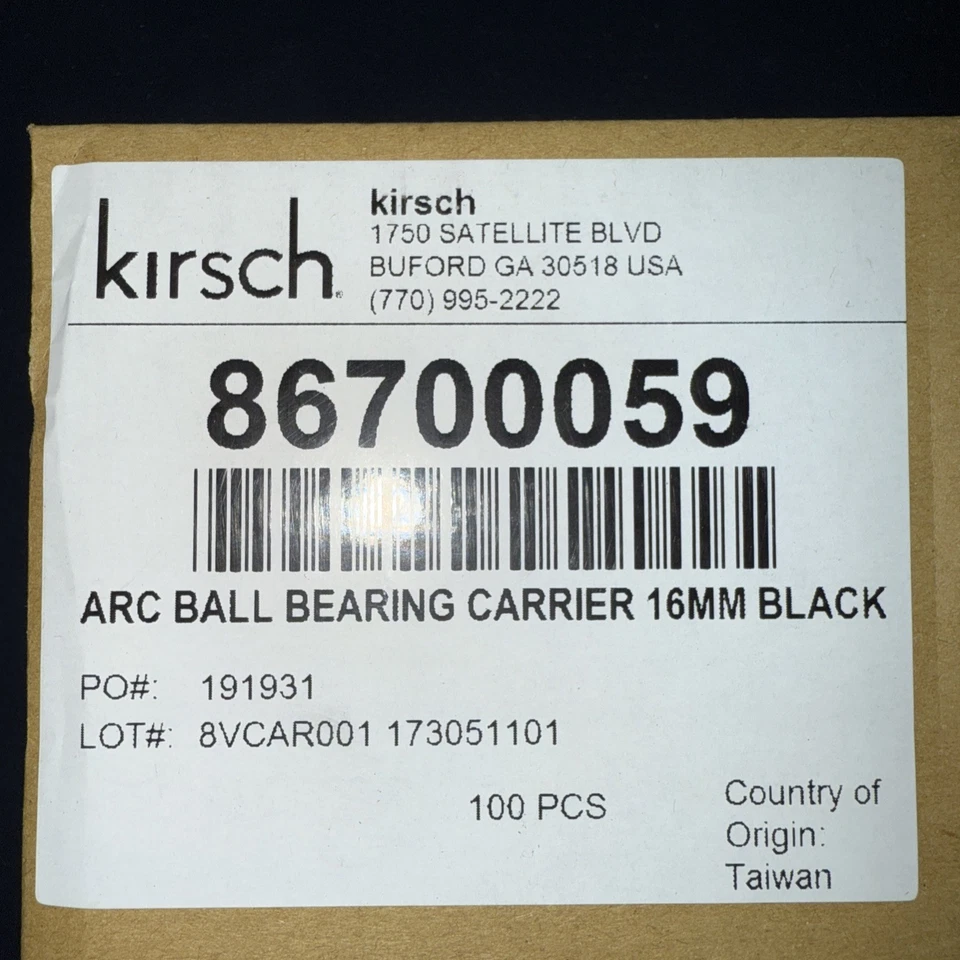 kirsch
kirsch
1750 SATELLITE BLVD
BUFORD GA 30518 USA
(770) 995-2222
86700059
ARC BALL BEARING CARRIER 16MM BLACK
PO#: 191931
LOT#: 8VCAR001 173051101
100 PCS
Country of
Origin:
Taiwan